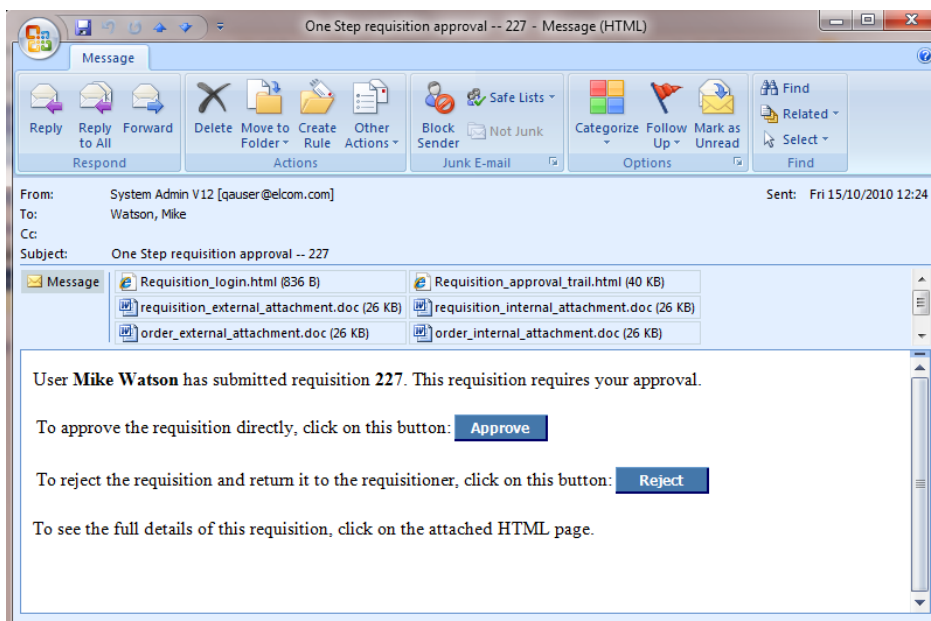 One Step requisition approval -- 227 - Message (HTML)
Message
Reply Reply to All Forward
Respond
Delete Move to Folder Create Rule Other Actions
Actions
Block Sender Safe Lists Not Junk
Junk E-mail
Categorize Follow Up Mark as Unread
Options
Find Related Select
Find
From: System Admin V12 [qauser@elcom.com] Sent: Fri 15/10/2010 12:24
To: Watson, Mike
Cc:
Subject: One Step requisition approval -- 227
Message Requisition_login.html (836 B) Requisition_approval_trail.html (40 KB)
requisition_external_attachment.doc (26 KB) requisition_internal_attachment.doc (26 KB)
order_external_attachment.doc (26 KB) order_internal_attachment.doc (26 KB)
User Mike Watson has submitted requisition 227. This requisition requires your approval.
To approve the requisition directly, click on this button: Approve
To reject the requisition and return it to the requisitioner, click on this button: Reject
To see the full details of this requisition, click on the attached HTML page.